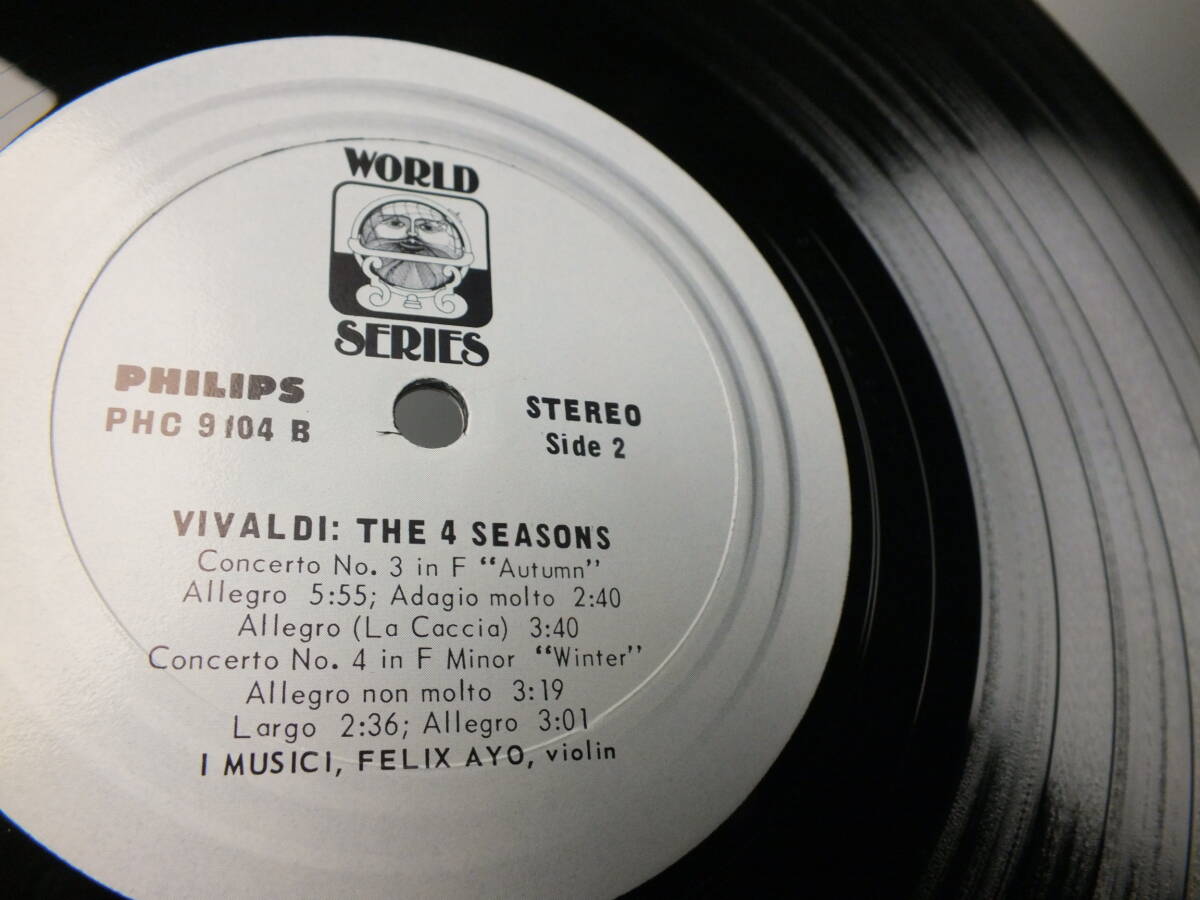 WORLD
SERIES
PHILIPS
PHC 9104 B
STEREO
Side 2
VIVALDI: THE 4 SEASONS
Concerto No. 3 in F “Autumn”
Allegro 5:55; Adagio molto 2:40
Allegro (La Caccia) 3:40
Concerto No. 4 in F Minor “Winter”
Allegro non molto 3:19
Largo 2:36; Allegro 3:01
I MUSICI, FELIX AYO, violin